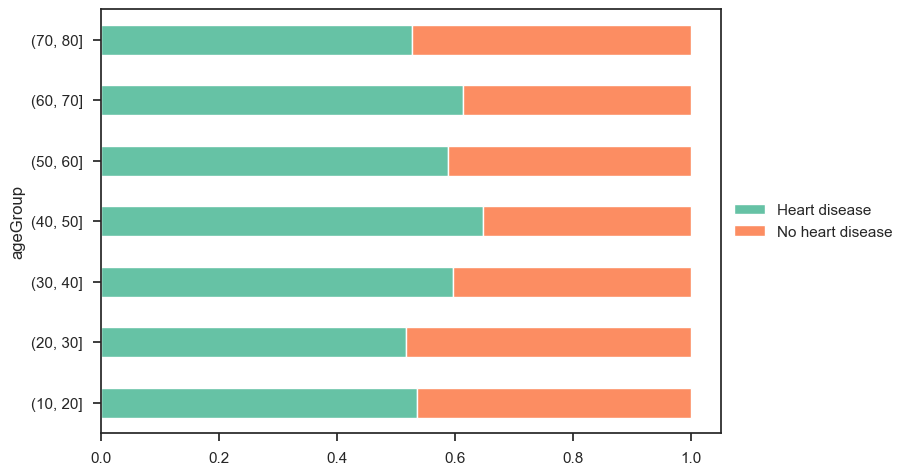 ageGroup
(70, 80]
(60, 70]
(50, 60]
(40, 50]
(30, 40]
(20, 30]
(10, 20]
0.0 0.2 0.4 0.6 0.8 1.0
Heart disease
No heart disease